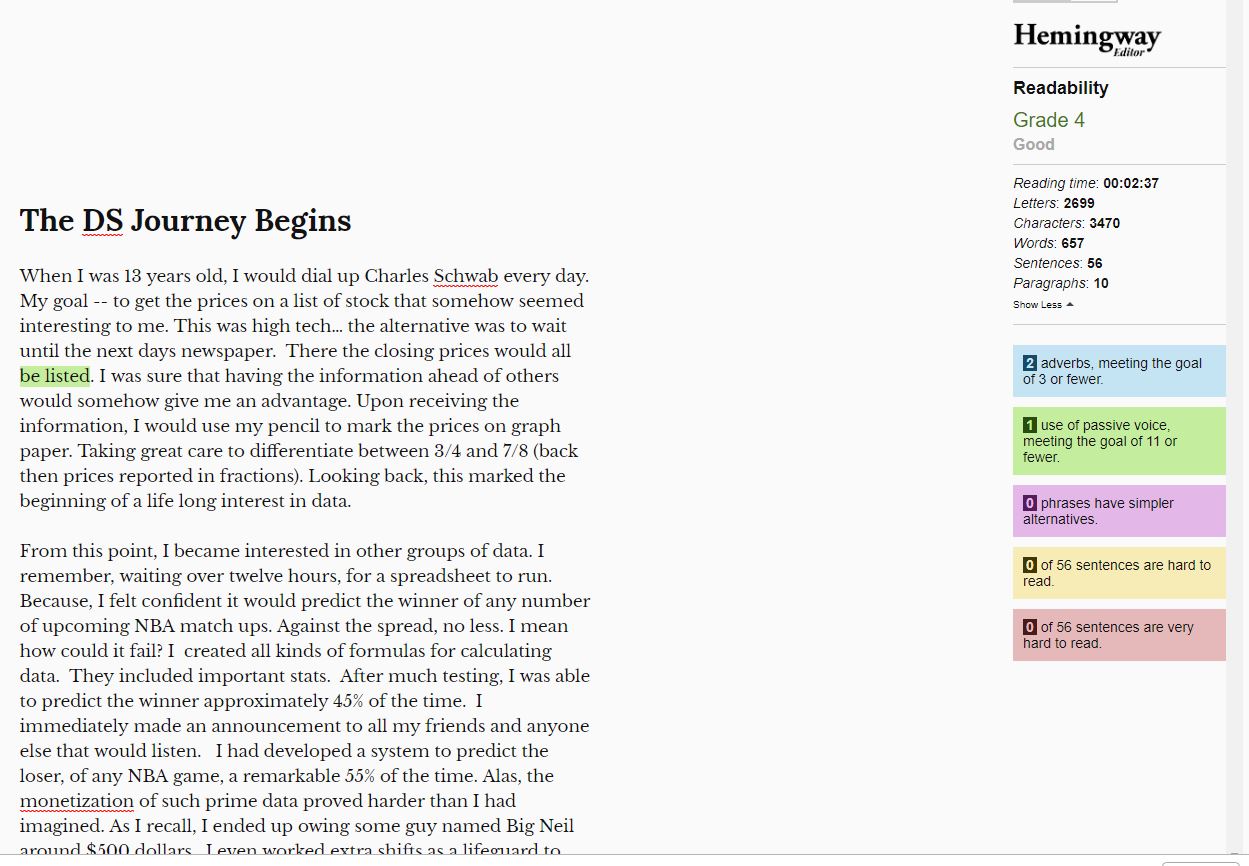 Hemingway
Editor
Readability
Grade 4
Good
Reading time: 00:02:37
Letters: 2699
Characters: 3470
Words: 657
Sentences: 56
Paragraphs: 10
Show Less
2 adverbs, meeting the goal
of 3 or fewer.
1 use of passive voice,
meeting the goal of 11 or
fewer.
0 phrases have simpler
alternatives.
0 of 56 sentences are hard to
read.
0 of 56 sentences are very
hard to read.
The DS Journey Begins
When I was 13 years old, I would dial up Charles Schwab every day.
My goal -- to get the prices on a list of stock that somehow seemed
interesting to me. This was high tech... the alternative was to wait
until the next days newspaper.  There the closing prices would all
be listed. I was sure that having the information ahead of others
would somehow give me an advantage. Upon receiving the
information, I would use my pencil to mark the prices on graph
paper. Taking great care to differentiate between 3/4 and 7/8 (back
then prices reported in fractions). Looking back, this marked the
beginning of a life long interest in data.
From this point, I became interested in other groups of data. I
remember, waiting over twelve hours, for a spreadsheet to run.
Because, I felt confident it would predict the winner of any number
of upcoming NBA match ups. Against the spread, no less. I mean
how could it fail? I  created all kinds of formulas for calculating
data.  They included important stats.  After much testing, I was able
to predict the winner approximately 45% of the time.  I
immediately made an announcement to all my friends and anyone
else that would listen.   I had developed a system to predict the
loser, of any NBA game, a remarkable 55% of the time. Alas, the
monetization of such prime data proved harder than I had
imagined. As I recall, I ended up owing some guy named Big Neil
around $500 dollars.  I even worked extra shifts as a lifeguard to